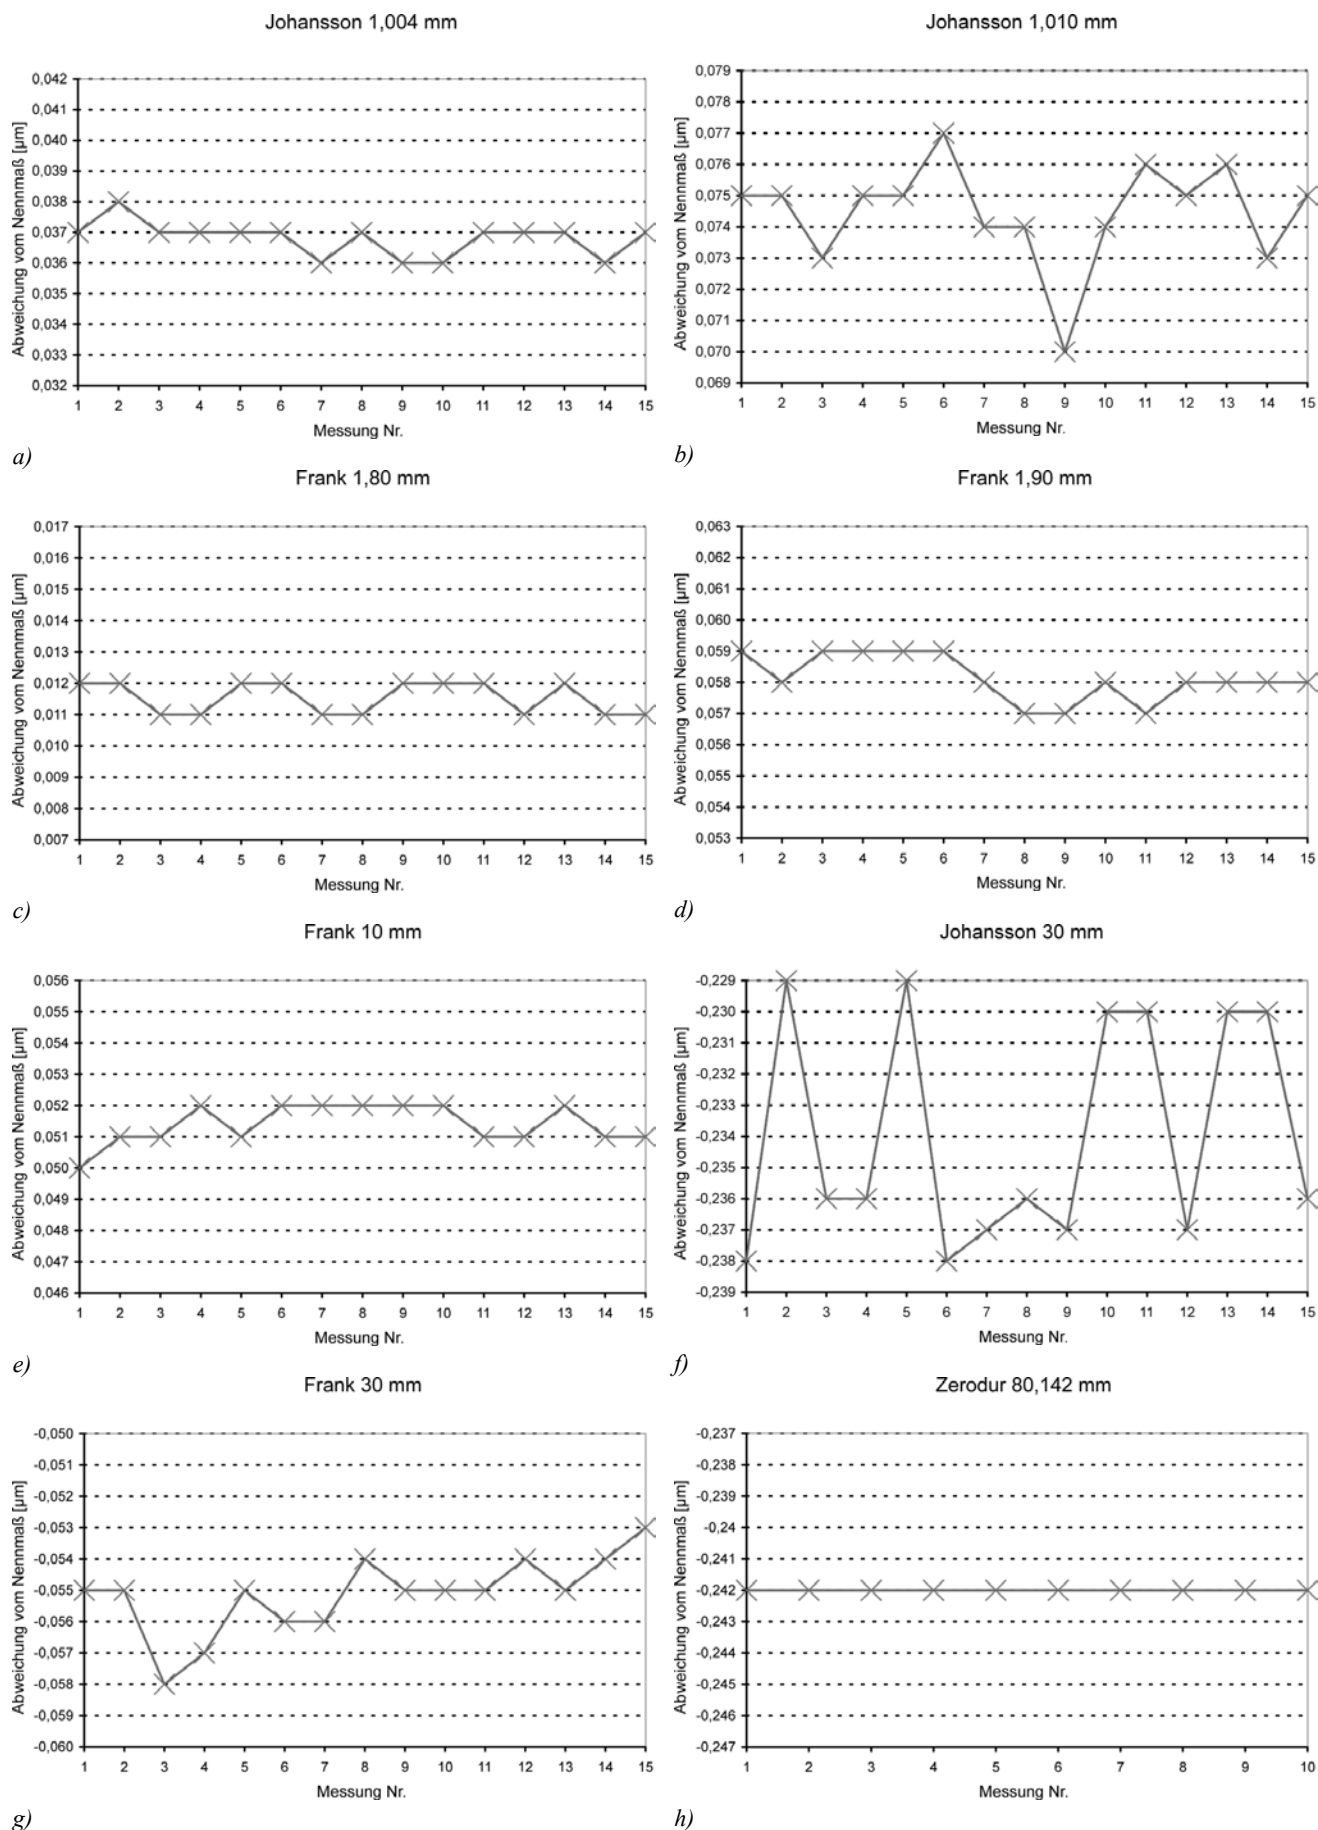 Johansson 1,004 mm
Abweichung vom Nennmaß [µm]
0,042
0,041
0,040
0,039
0,038
0,037
0,036
0,035
0,034
0,033
0,032
1 2 3 4 5 6 7 8 9 10 11 12 13 14 15
Messung Nr.
a)
Johansson 1,010 mm
Abweichung vom Nennmaß [µm]
0,079
0,078
0,077
0,076
0,075
0,074
0,073
0,072
0,071
0,070
0,069
1 2 3 4 5 6 7 8 9 10 11 12 13 14 15
Messung Nr.
b)
Frank 1,80 mm
Abweichung vom Nennmaß [µm]
0,017
0,016
0,015
0,014
0,013
0,012
0,011
0,010
0,009
0,008
0,007
1 2 3 4 5 6 7 8 9 10 11 12 13 14 15
Messung Nr.
c)
Frank 1,90 mm
Abweichung vom Nennmaß [µm]
0,063
0,062
0,061
0,060
0,059
0,058
0,057
0,056
0,055
0,054
0,053
1 2 3 4 5 6 7 8 9 10 11 12 13 14 15
Messung Nr.
d)
Frank 10 mm
Abweichung vom Nennmaß [µm]
0,056
0,055
0,054
0,053
0,052
0,051
0,050
0,049
0,048
0,047
0,046
1 2 3 4 5 6 7 8 9 10 11 12 13 14 15
Messung Nr.
e)
Johansson 30 mm
Abweichung vom Nennmaß [µm]
-0,229
-0,230
-0,231
-0,232
-0,233
-0,234
-0,235
-0,236
-0,237
-0,238
-0,239
1 2 3 4 5 6 7 8 9 10 11 12 13 14 15
Messung Nr.
f)
Frank 30 mm
Abweichung vom Nennmaß [µm]
-0,050
-0,051
-0,052
-0,053
-0,054
-0,055
-0,056
-0,057
-0,058
-0,059
-0,060
1 2 3 4 5 6 7 8 9 10 11 12 13 14 15
Messung Nr.
g)
Zerodur 80,142 mm
Abweichung vom Nennmaß [µm]
-0,237
-0,238
-0,239
-0,24
-0,241
-0,242
-0,243
-0,244
-0,245
-0,246
-0,247
1 2 3 4 5 6 7 8 9 10
Messung Nr.
h)